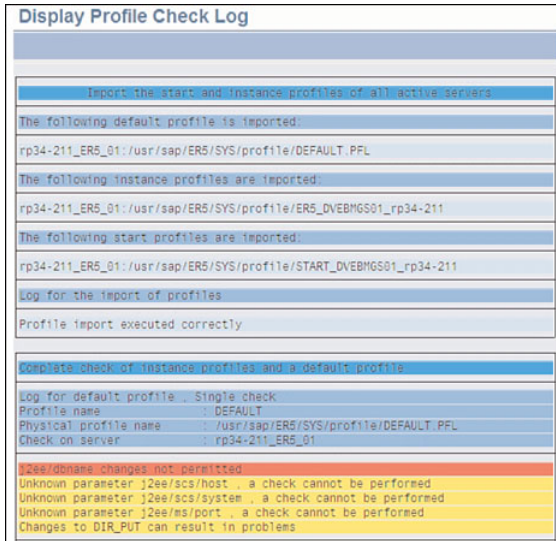 Display Profile Check Log
Import the start and instance profiles of all active servers
The following default profile is imported:
rp34-211_ER5_01:/usr/sap/ER5/SYS/profile/DEFAULT.PFL
The following instance profiles are imported:
rp34-211_ER5_01:/usr/sap/ER5/SYS/profile/ER5_DVEBMGS01_rp34-211
The following start profiles are imported:
rp34-211_ER5_01:/usr/sap/ER5/SYS/profile/START_DVEBMGS01_rp34-211
Log for the import of profiles
Profile import executed correctly
Complete check of instance profiles and a default profile
Log for default profile , Single check
Profile name : DEFAULT
Physical profile name : /usr/sap/ER5/SYS/profile/DEFAULT.PFL
Check on server : rp34-211_ER5_01
j2ee/dbname changes not permitted
Unknown parameter j2ee/scs/host , a check cannot be performed
Unknown parameter j2ee/scs/system , a check cannot be performed
Unknown parameter j2ee/ms/port , a check cannot be performed
Changes to DIR_PUT can result in problems